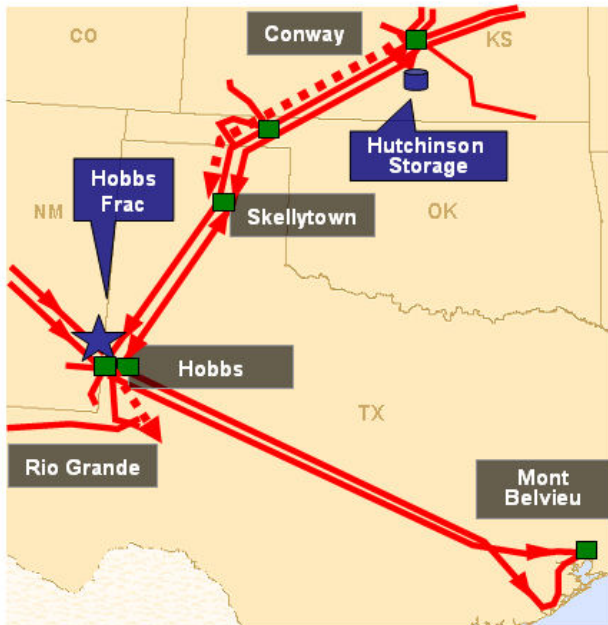 CO
Conway
KS
Hutchinson
Storage
Hobbs
Frac
NM
Skellytown
OK
Hobbs
TX
Rio Grande
Mont
Belvieu